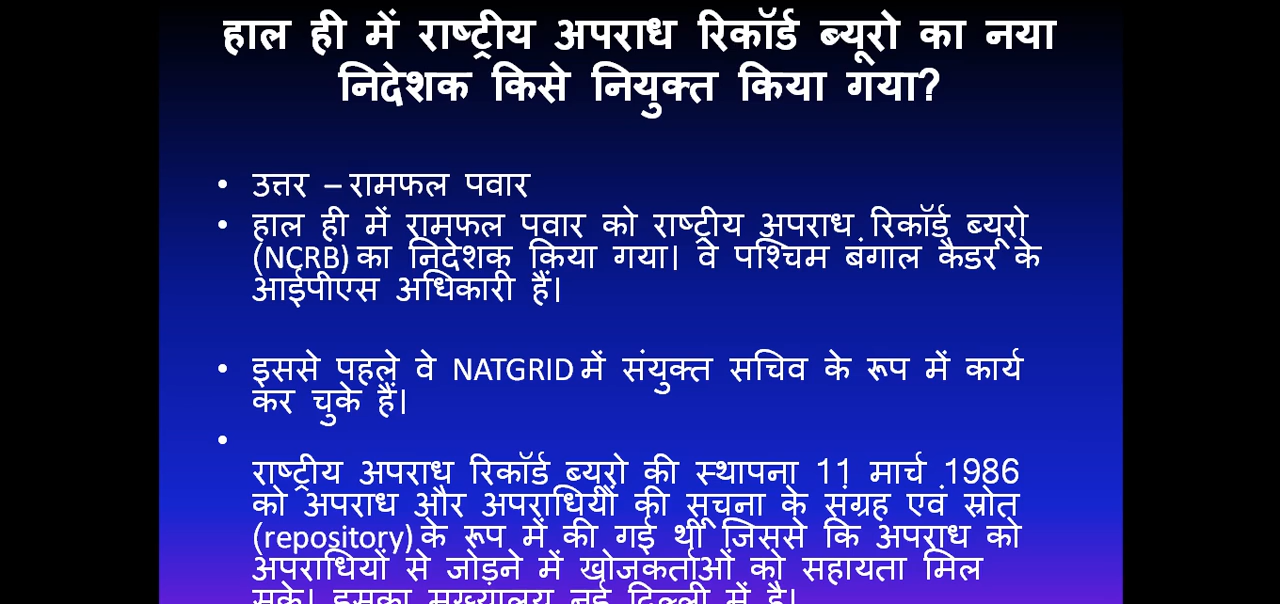 हाल ही में राष्ट्रीय अपराध रिकॉर्ड ब्यूरो का नया
निदेशक किसे नियुक्त किया गया?
• उत्तर – रामफल पवार
• हाल ही में रामफल पवार को राष्ट्रीय अपराध रिकॉर्ड ब्यूरो
(NCRB) का निदेशक किया गया। वे पश्चिम बंगाल कैडर के
आईपीएस अधिकारी हैं।
• इससे पहले वे NATGRID में संयुक्त सचिव के रूप में कार्य
कर चुके हैं।
•
राष्ट्रीय अपराध रिकॉर्ड ब्यूरो की स्थापना 11 मार्च 1986
को अपराध और अपराधियों की सूचना के संग्रह एवं स्रोत
(repository) के रूप में की गई थी जिससे कि अपराध को
अपराधियों से जोड़ने में खोजकर्ताओं को सहायता मिल
सके। इसका मुख्यालय नई दिल्ली में है।